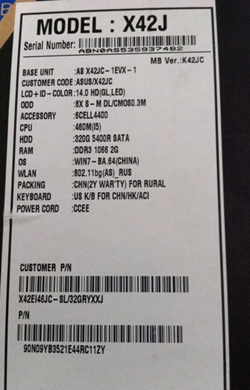 MODEL : X42J
Serial Number:
ABN0AS535937482
MB Ver.:K42JC
BASE UNIT :AS X42JC-1EVX-1
CUSTOMER CODE :ASUS/X42JC
LCD+ID-COLOR :14.0 HD(GL,LED)
ODD :8X S-M DL/CMOS0.3M
ACCESSORY :6CELL4400
CPU :460M(I5)
HDD :320G 5400R SATA
RAM :DDR3 1066 2G
OS :WIN7-BA.64(CHINA)
WLAN :802.11bg(AS)_RUS
PACKING :CHN(2Y WAR'TY) FOR RURAL
KEYBOARD :US K/B FOR CHN/HK/ACI
POWER CORD :CCEE
CUSTOMER P/N
X42EI46JC-SL/32GRYXXJ
P/N
90N09YB3521E44RC11ZY